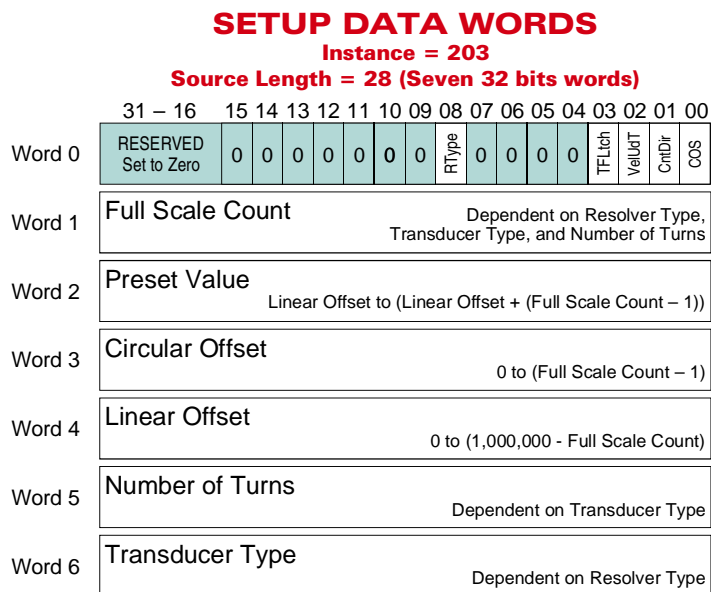 SETUP DATA WORDS
Instance = 203
Source Length = 28 (Seven 32 bits words)
31 – 16 15 14 13 12 11 10 09 08 07 06 05 04 03 02 01 00
Word 0 RESERVED Set to Zero 0 0 0 0 0 0 0 RType 0 0 0 0 TFLtch VelUdT CntDir COS
Word 1 Full Scale Count Dependent on Resolver Type,
Transducer Type, and Number of Turns
Word 2 Preset Value
Linear Offset to (Linear Offset + (Full Scale Count – 1))
Word 3 Circular Offset
0 to (Full Scale Count – 1)
Word 4 Linear Offset
0 to (1,000,000 - Full Scale Count)
Word 5 Number of Turns
Dependent on Transducer Type
Word 6 Transducer Type
Dependent on Resolver Type